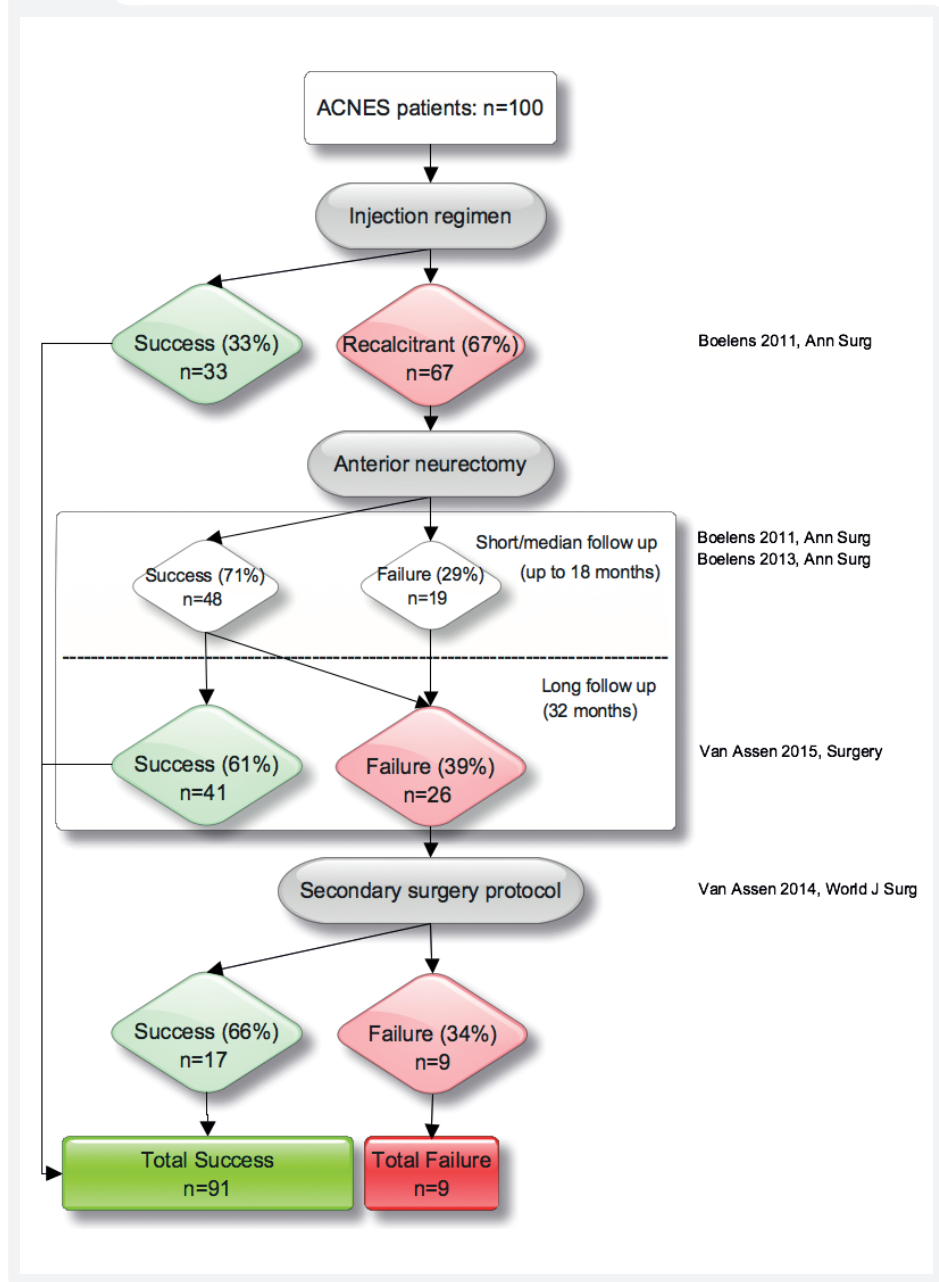 ACNES patients: n=100
Injection regimen
Success (33%)
n=33
Recalcitrant (67%)
n=67
Boelens 2011, Ann Surg
Anterior neurectomy
Short/median follow up
(up to 18 months)
Success (71%)
n=48
Failure (29%)
n=19
Boelens 2011, Ann Surg
Boelens 2013, Ann Surg
Long follow up
(32 months)
Success (61%)
n=41
Failure (39%)
n=26
Van Assen 2015, Surgery
Secondary surgery protocol
Van Assen 2014, World J Surg
Success (66%)
n=17
Failure (34%)
n=9
Total Success
n=91
Total Failure
n=9